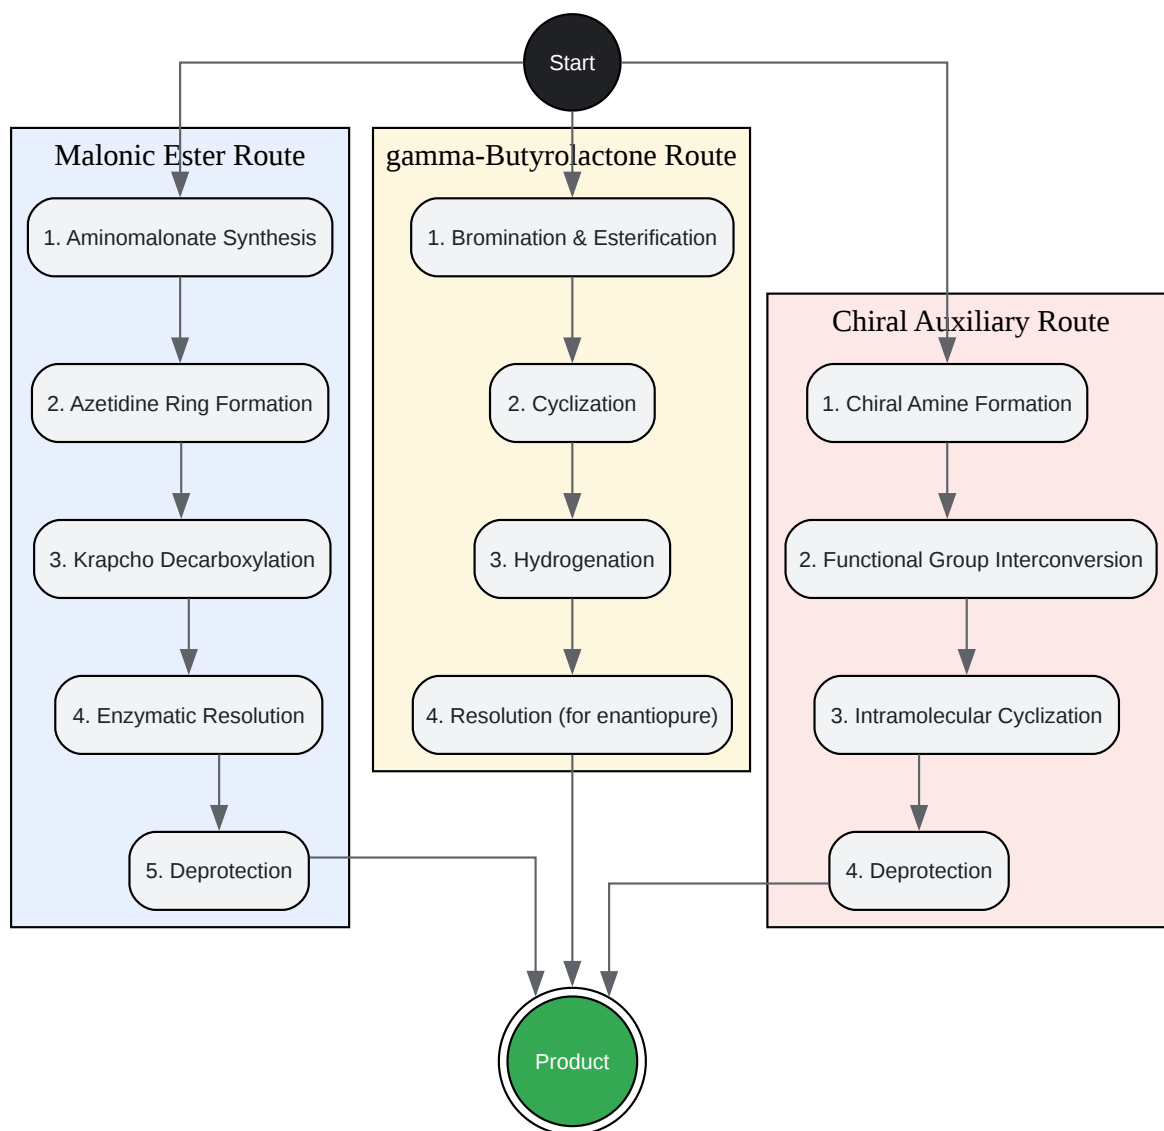 Start
Malonic Ester Route
1. Aminomalonate Synthesis
2. Azetidine Ring Formation
3. Krapcho Decarboxylation
4. Enzymatic Resolution
5. Deprotection
gamma-Butyrolactone Route
1. Bromination & Esterification
2. Cyclization
3. Hydrogenation
4. Resolution (for enantiopure)
Chiral Auxiliary Route
1. Chiral Amine Formation
2. Functional Group Interconversion
3. Intramolecular Cyclization
4. Deprotection
Product